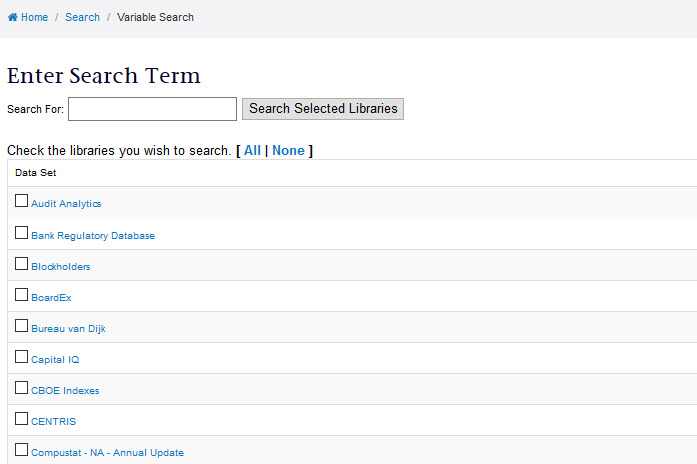 Home / Search / Variable Search
Enter Search Term
Search For: Search Selected Libraries
Check the libraries you wish to search. [ All | None ]
Data Set
Audit Analytics
Bank Regulatory Database
Blockholders
BoardEx
Bureau van Dijk
Capital IQ
CBOE Indexes
CENTRIS
Compustat - NA - Annual Update